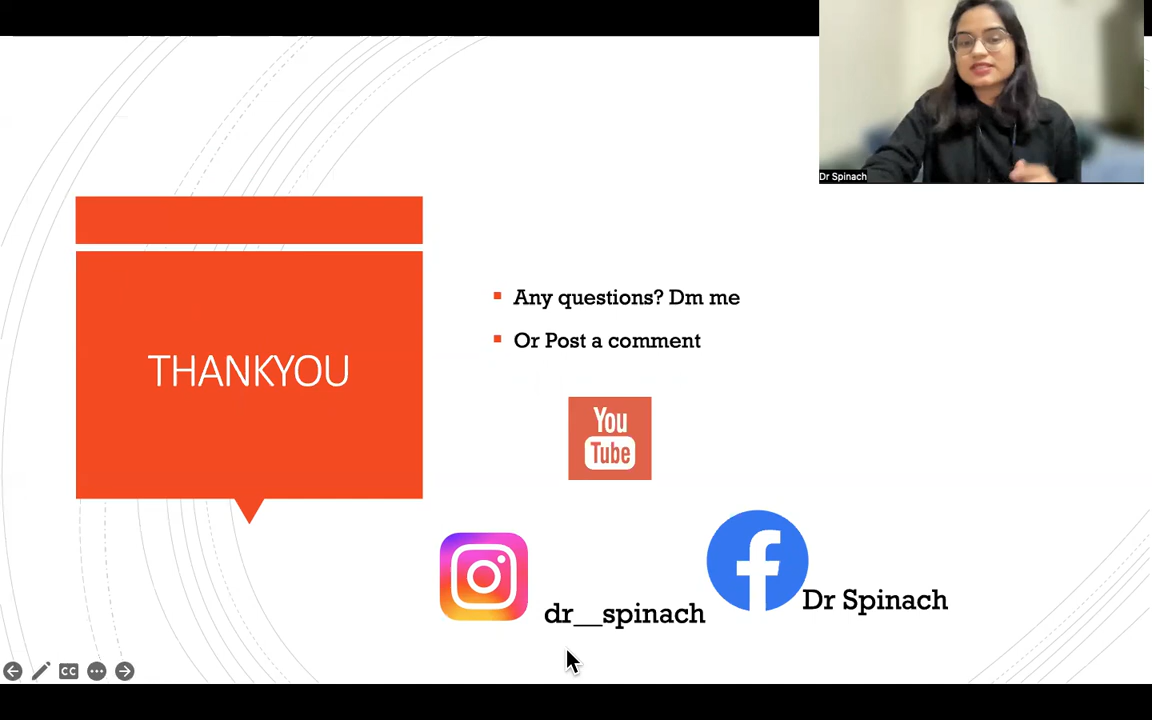 Dr Spinach
THANKYOU
Any questions? Dm me
Or Post a comment
You
Tube
dr__spinach
Dr Spinach
CC